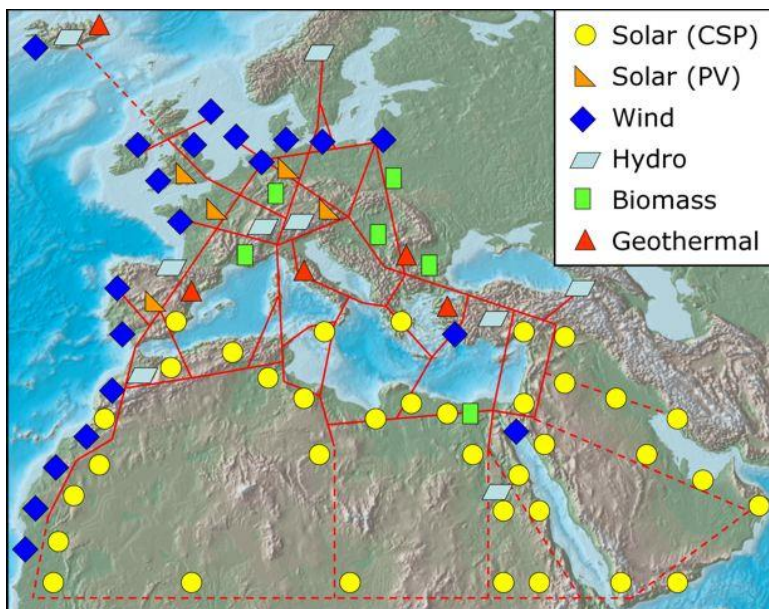 Solar (CSP)
Solar (PV)
Wind
Hydro
Biomass
Geothermal